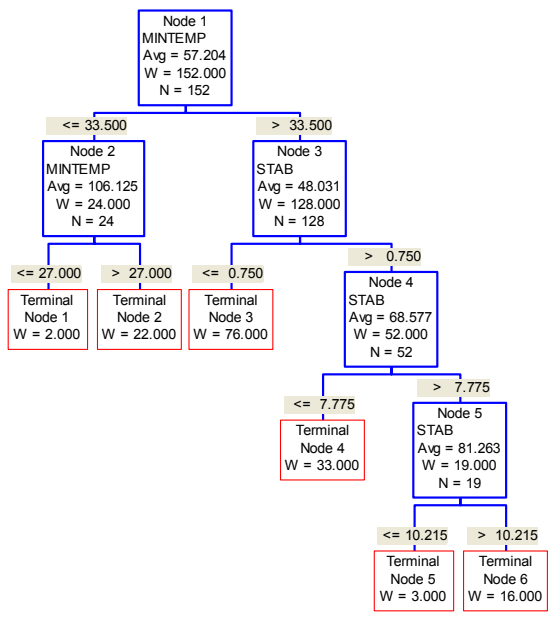 Node 1
MINTEMP
Avg = 57.204
W = 152.000
N = 152
<= 33.500
> 33.500
Node 2
MINTEMP
Avg = 106.125
W = 24.000
N = 24
Node 3
STAB
Avg = 48.031
W = 128.000
N = 128
<= 27.000
> 27.000
<= 0.750
> 0.750
Terminal
Node 1
W = 2.000
Terminal
Node 2
W = 22.000
Terminal
Node 3
W = 76.000
Node 4
STAB
Avg = 68.577
W = 52.000
N = 52
<= 7.775
> 7.775
Terminal
Node 4
W = 33.000
Node 5
STAB
Avg = 81.263
W = 19.000
N = 19
<= 10.215
> 10.215
Terminal
Node 5
W = 3.000
Terminal
Node 6
W = 16.000